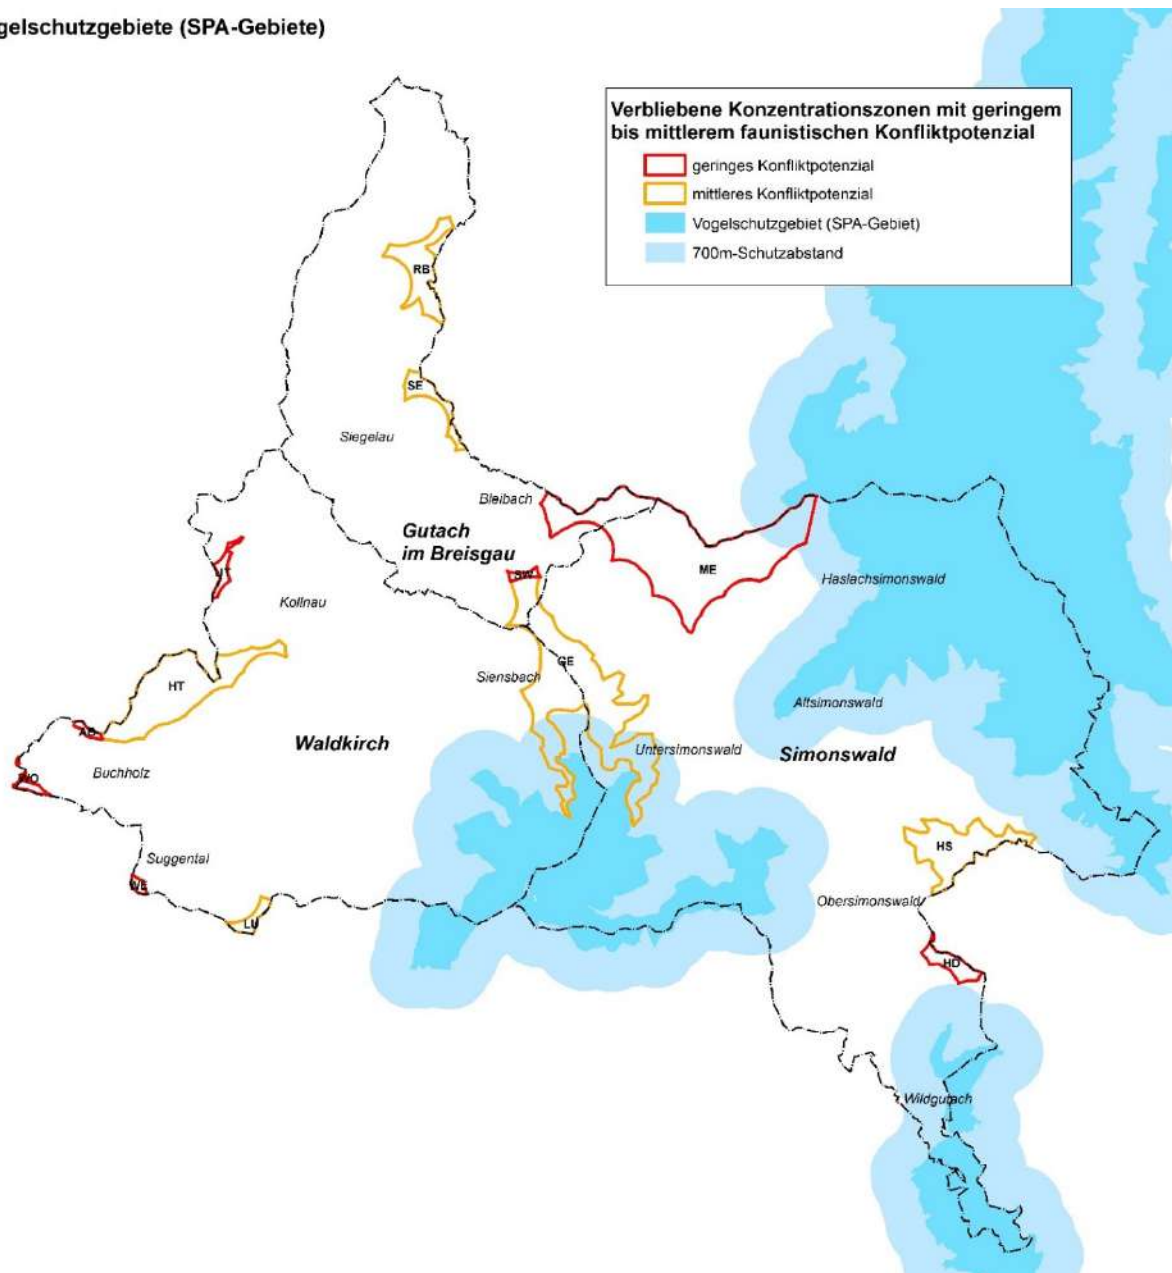 gelschutzgebiete (SPA-Gebiete)
Verbliebene Konzentrationszonen mit geringem
bis mittlerem faunistischen Konfliktpotenzial
geringes Konfliktpotenzial
mittleres Konfliktpotenzial
Vogelschutzgebiet (SPA-Gebiet)
700m-Schutzabstand
RB
SE
Siegelau
Bleibach
Gutach
im Breisgau
SW
ME
Haslachsimonswald
Kollnau
GE
Siensbach
HT
Altsimonswald
AB
Waldkirch
Untersimonswald
Simonswald
Buchholz
HS
Suggental
Obersimonswald
LU
HD
Wildgutach